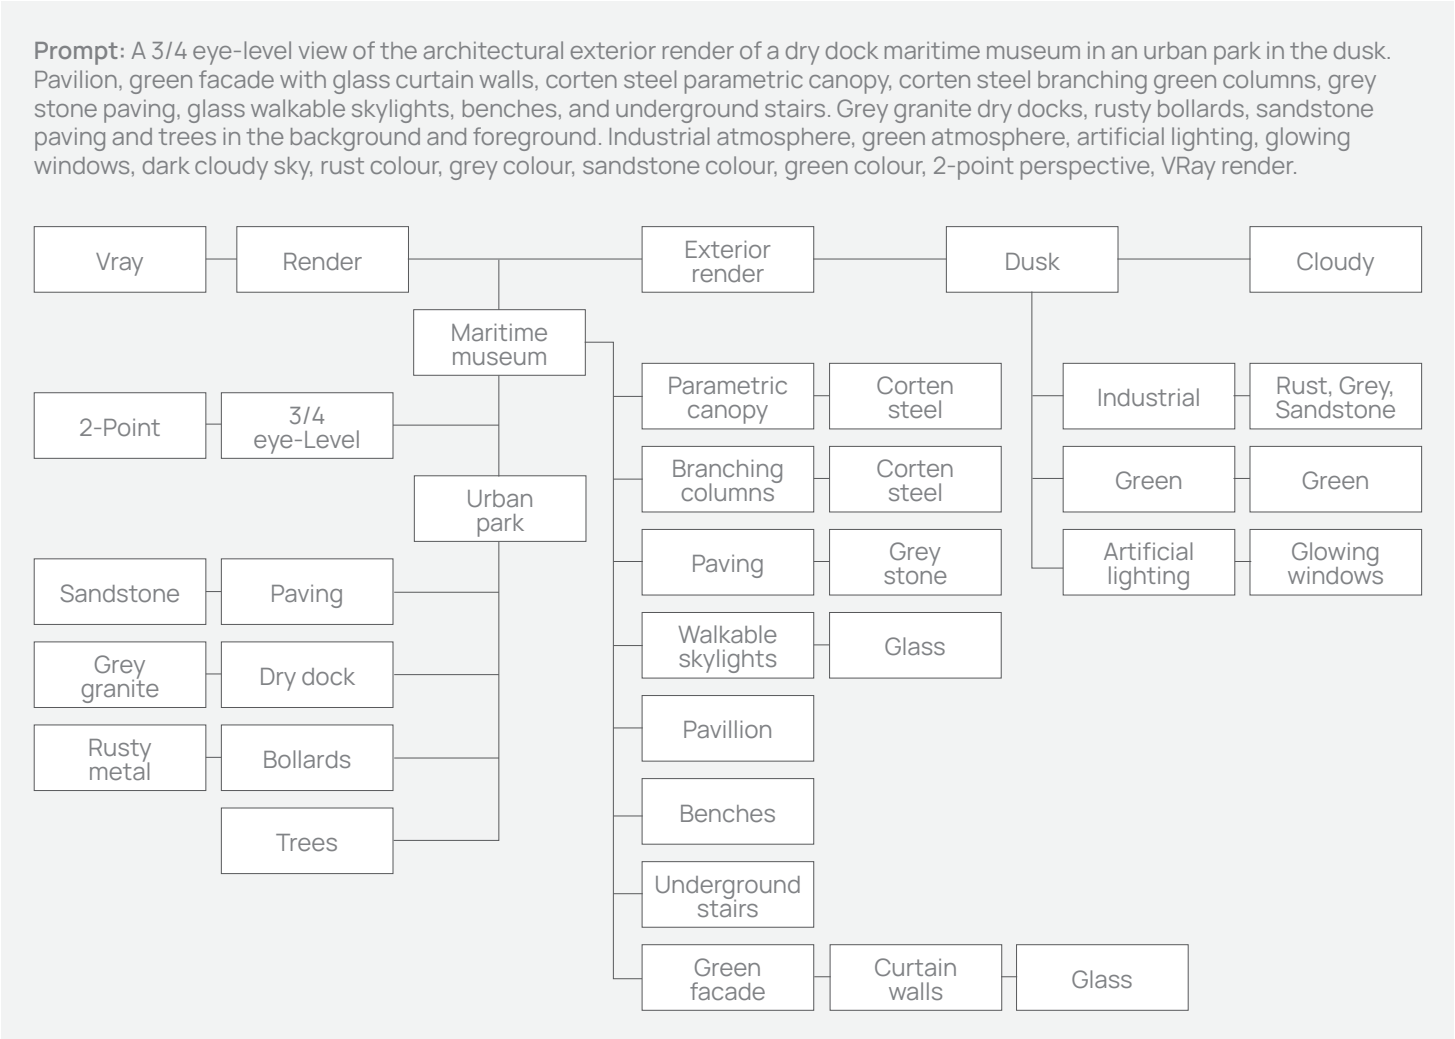 Prompt: A 3/4 eye-level view of the architectural exterior render of a dry dock maritime museum in an urban park in the dusk.
Pavilion, green facade with glass curtain walls, corten steel parametric canopy, corten steel branching green columns, grey
stone paving, glass walkable skylights, benches, and underground stairs. Grey granite dry docks, rusty bollards, sandstone
paving and trees in the background and foreground. Industrial atmosphere, green atmosphere, artificial lighting, glowing
windows, dark cloudy sky, rust colour, grey colour, sandstone colour, green colour, 2-point perspective, VRay render.
Vray
Render
Exterior
render
Dusk
Cloudy
Maritime
museum
2-Point
3/4
eye-Level
Urban
park
Sandstone
Paving
Grey
granite
Dry dock
Rusty
metal
Bollards
Trees
Parametric
canopy
Corten
steel
Branching
columns
Corten
steel
Paving
Grey
stone
Walkable
skylights
Glass
Pavillion
Benches
Underground
stairs
Green
facade
Curtain
walls
Glass
Industrial
Rust, Grey,
Sandstone
Green
Green
Artificial
lighting
Glowing
windows